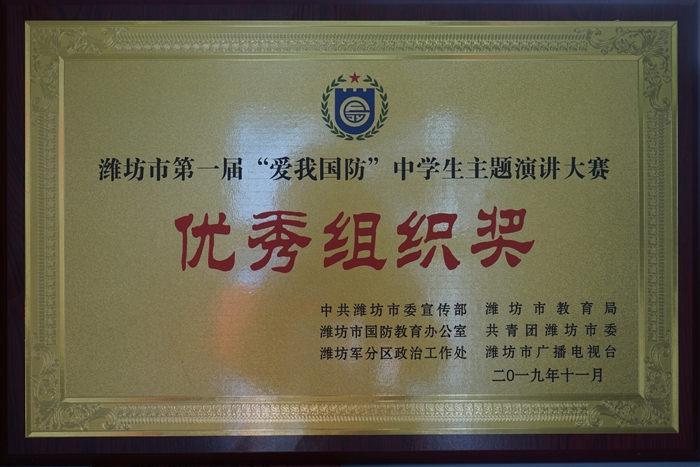 潍坊市第一届“爱我国防”中学生主题演讲大赛
优秀组织奖
中共潍坊市委宣传部 潍坊市教育局
潍坊市国防教育办公室 共青团潍坊市委
潍坊军分区政治工作处 潍坊市广播电视台
二〇一九年十一月